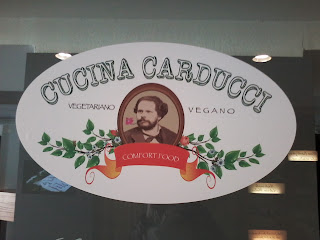 CUCINA CARDUCCI
VEGETARIANO VEGANO
COMFORT FOOD